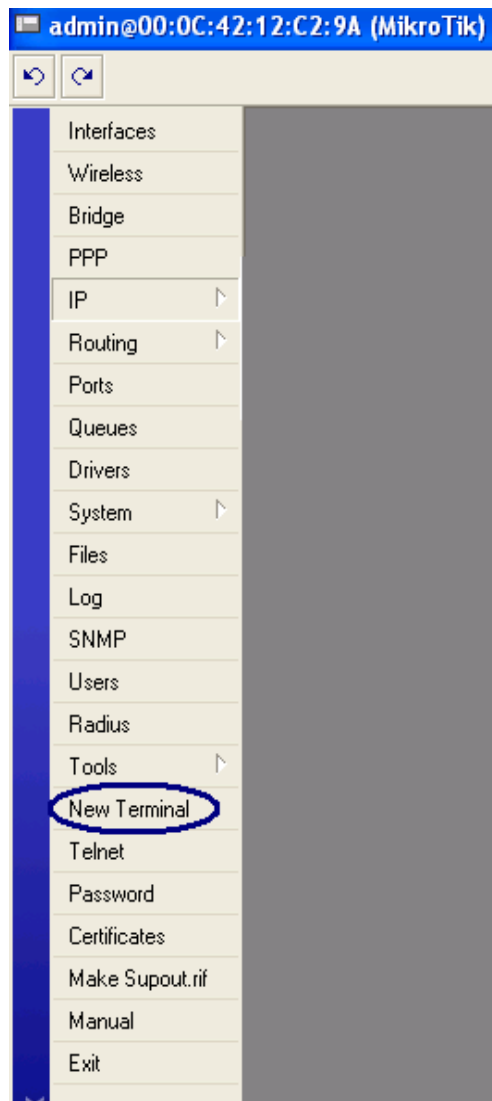 admin@00:0C:42:12:C2:9A (MikroTik)
Interfaces
Wireless
Bridge
PPP
IP
Routing
Ports
Queues
Drivers
System
Files
Log
SNMP
Users
Radius
Tools
New Terminal
Telnet
Password
Certificates
Make Supout.rif
Manual
Exit